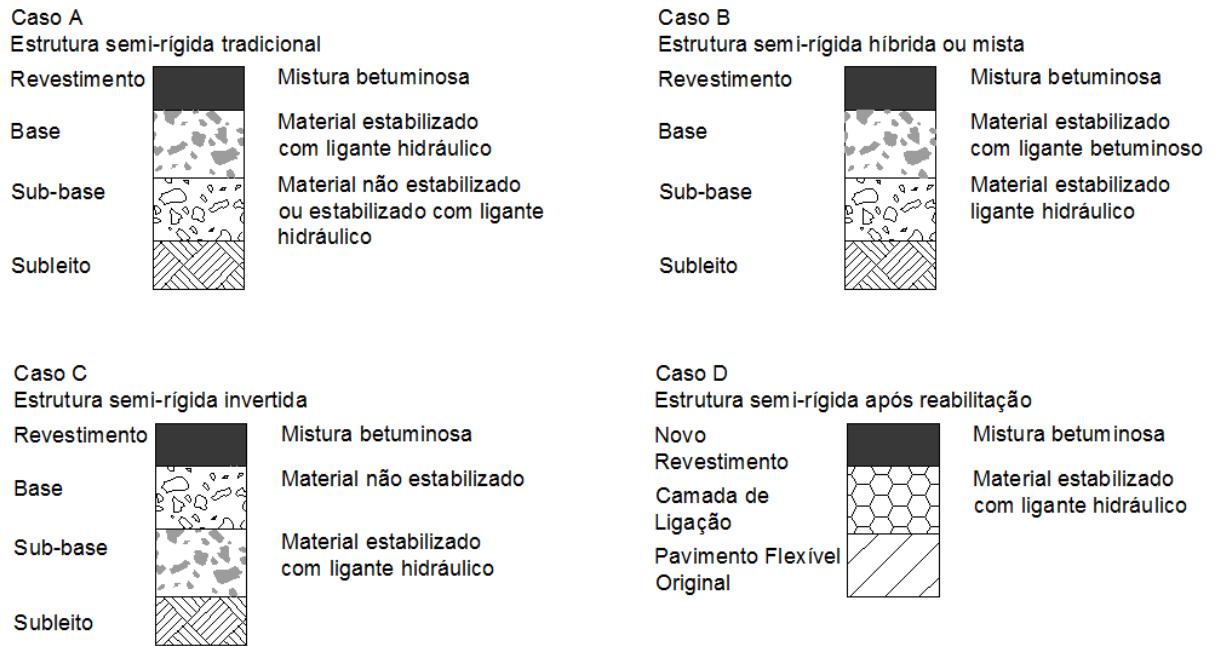 Caso A
Estrutura semi-rígida tradicional
Revestimento
Mistura betuminosa
Base
Material estabilizado
com ligante hidráulico
Sub-base
Material não estabilizado
ou estabilizado com ligante
hidráulico
Subleito
Caso B
Estrutura semi-rígida híbrida ou mista
Revestimento
Mistura betuminosa
Base
Material estabilizado
com ligante betuminoso
Sub-base
Material estabilizado
ligante hidráulico
Subleito
Caso C
Estrutura semi-rígida invertida
Revestimento
Mistura betuminosa
Base
Material não estabilizado
Sub-base
Material estabilizado
com ligante hidráulico
Subleito
Caso D
Estrutura semi-rígida após reabilitação
Novo
Revestimento
Mistura betuminosa
Camada de
Ligação
Material estabilizado
com ligante hidráulico
Pavimento Flexível
Original